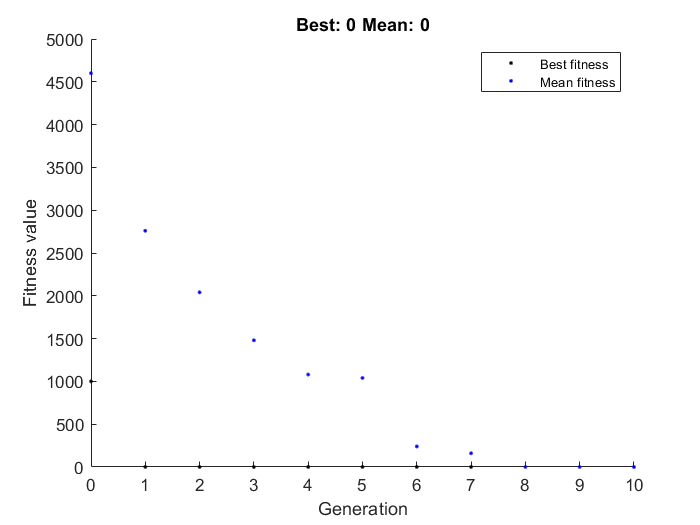 Best: 0 Mean: 0
5000
4500
4000
3500
3000
2500
2000
1500
1000
500
0
Fitness value
Best fitness
Mean fitness
0 1 2 3 4 5 6 7 8 9 10
Generation